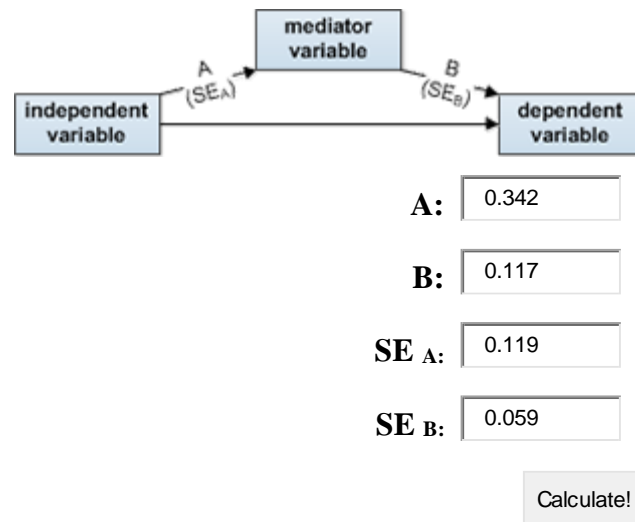 mediator
variable
A
(SEA)
B
(SEB)
independent
variable
dependent
variable
A: 0.342
B: 0.117
SE A: 0.119
SE B: 0.059
Calculate!